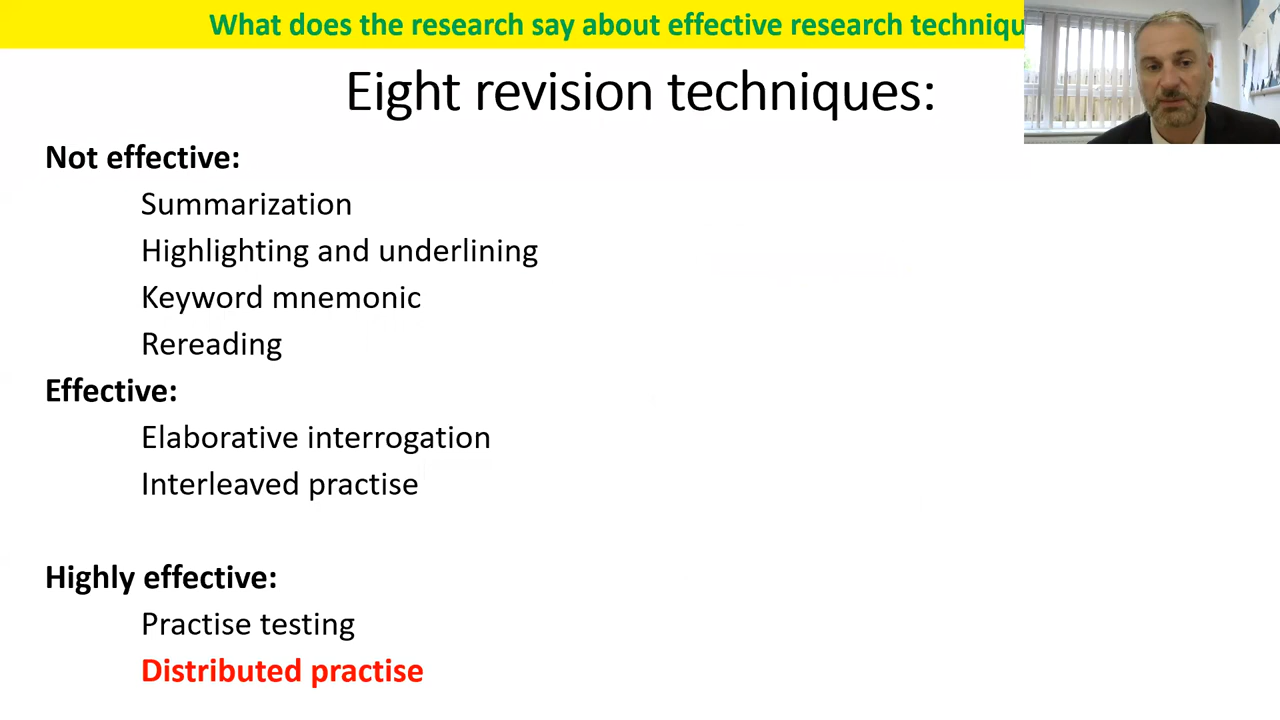 What does the research say about effective research techniqu
Eight revision techniques:
Not effective:
Summarization
Highlighting and underlining
Keyword mnemonic
Rereading
Effective:
Elaborative interrogation
Interleaved practise
Highly effective:
Practise testing
Distributed practise